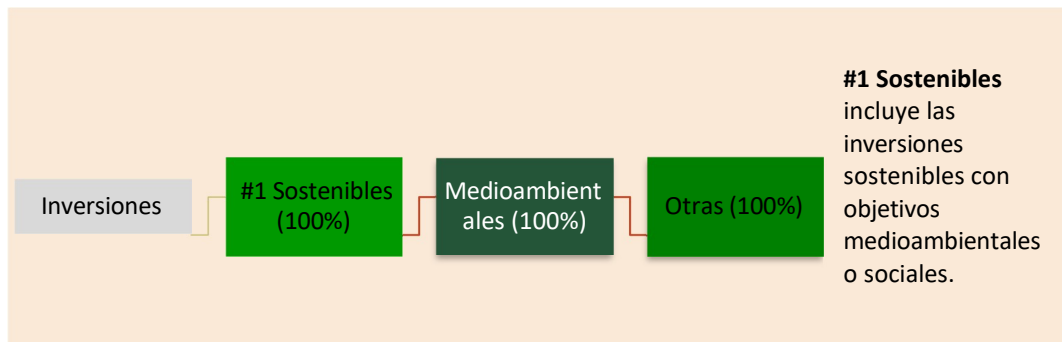 Inversiones
#1 Sostenibles
(100%)
Medioambient
ales (100%)
Otras (100%)
#1 Sostenibles
incluye las
inversiones
sostenibles con
objetivos
medioambientales
o sociales.